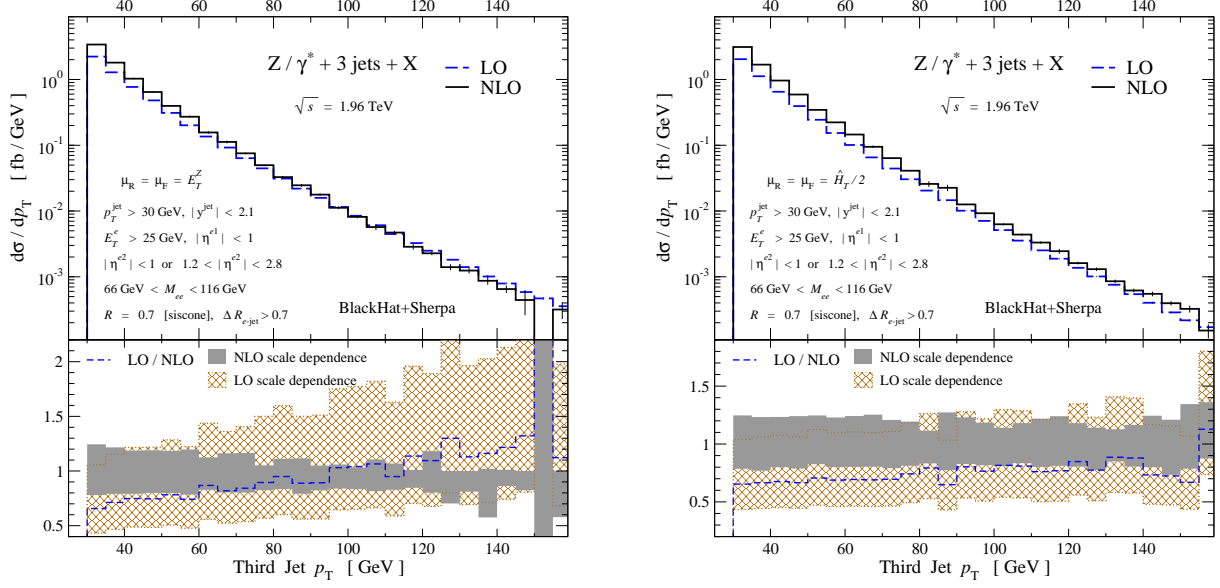 40 60 80 100 120 140
10^0
10^-1
10^-2
10^-3
dσ / dp_T [ fb / GeV ]
Z / γ^* + 3 jets + X
√s = 1.96 TeV
LO
NLO
μ_R = μ_F = E_T^Z
p_T^jet > 30 GeV, | y^jet | < 2.1
E_T^e > 25 GeV, | η^e1 | < 1
| η^e2 | < 1 or 1.2 < | η^e2 | < 2.8
66 GeV < M_ee < 116 GeV
R = 0.7 [siscone], Δ R_e-jet > 0.7
BlackHat+Sherpa
LO / NLO
NLO scale dependence
LO scale dependence
2
1.5
1
0.5
40 60 80 100 120 140
Third Jet p_T [ GeV ]
40 60 80 100 120 140
10^0
10^-1
10^-2
10^-3
dσ / dp_T [ fb / GeV ]
Z / γ^* + 3 jets + X
√s = 1.96 TeV
LO
NLO
μ_R = μ_F = Ĥ_T / 2
p_T^jet > 30 GeV, | y^jet | < 2.1
E_T^e > 25 GeV, | η^e1 | < 1
| η^e2 | < 1 or 1.2 < | η^e2 | < 2.8
66 GeV < M_ee < 116 GeV
R = 0.7 [siscone], Δ R_e-jet > 0.7
BlackHat+Sherpa
LO / NLO
NLO scale dependence
LO scale dependence
1.5
1
0.5
40 60 80 100 120 140
Third Jet p_T [ GeV ]